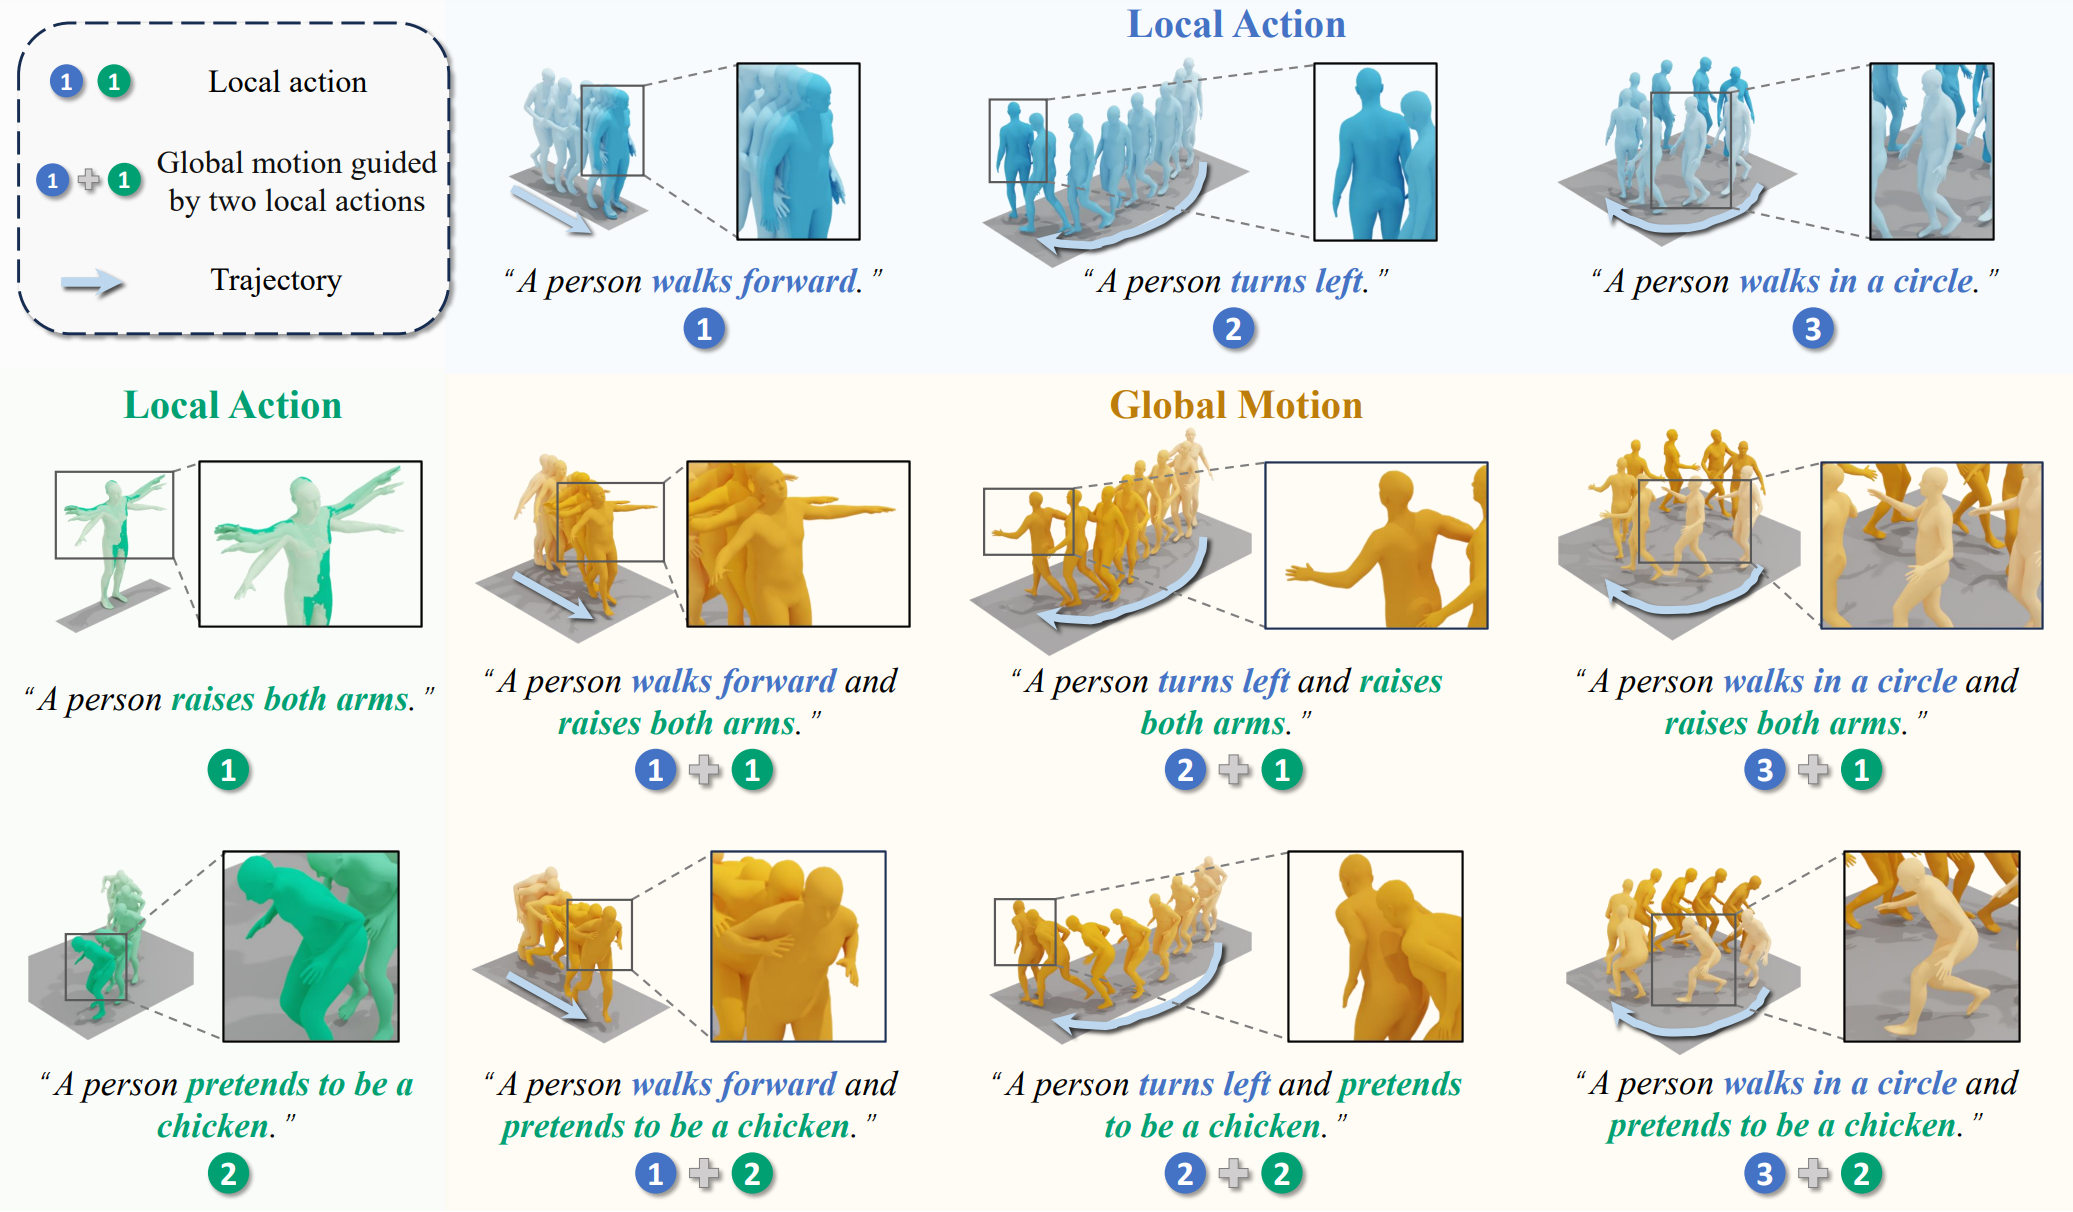 1 1 Local action
1 + 1 Global motion guided
by two local actions
Trajectory
Local Action
“ A person walks forward. ”
1
“ A person turns left. ”
2
“ A person walks in a circle. ”
3
Local Action
“ A person raises both arms. ”
1
“ A person pretends to be a
chicken. ”
2
Global Motion
“ A person walks forward and
raises both arms. ”
1 + 1
“ A person turns left and raises
both arms. ”
2 + 1
“ A person walks in a circle and
raises both arms. ”
3 + 1
“ A person walks forward and
pretends to be a chicken. ”
1 + 2
“ A person turns left and pretends
to be a chicken. ”
2 + 2
“ A person walks in a circle and
pretends to be a chicken. ”
3 + 2